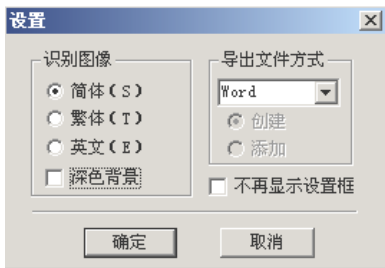 设置
识别图像
简体(S)
繁体(T)
英文(E)
深色背景
导出文件方式
Word
创建
添加
不再显示设置框
确定
取消